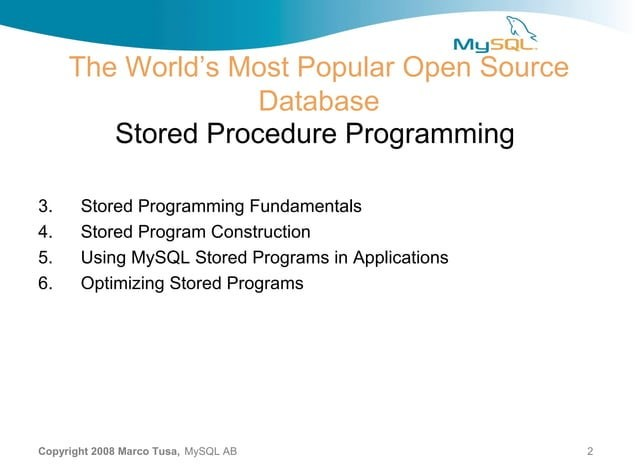 MySQL
The World's Most Popular Open Source
Database
Stored Procedure Programming
3. Stored Programming Fundamentals
4. Stored Program Construction
5. Using MySQL Stored Programs in Applications
6. Optimizing Stored Programs
Copyright 2008 Marco Tusa, MySQL AB 2